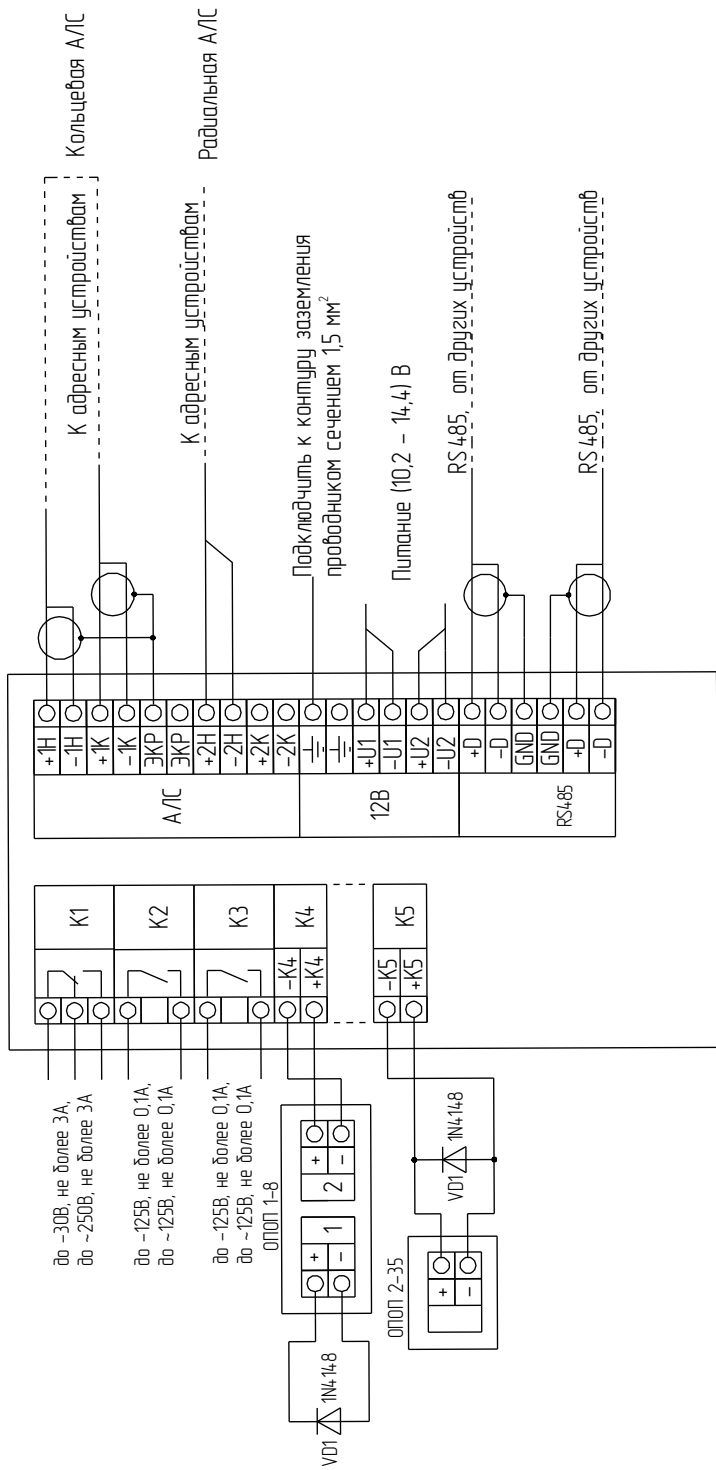 Кольцевая АЛС
К адресным устройствам
Радиальная АЛС
К адресным устройствам
Подключить к контуру заземления
проводником сечением 1,5 мм²
Питание (10,2 – 14,4) В
RS485, от других устройств
RS485, от других устройств
+1Н
–1Н
+1К
–1К
ЭКР
ЭКР
+2Н
–2Н
+2К
–2К
+U1
–U1
+U2
–U2
+D
–D
GND
GND
+D
–D
АЛС
12В
RS485
К1
К2
К3
К4
К5
–К4
+К4
–К5
+К5
до –30В, не более 3А,
до ~250В, не более 3А
до –125В, не более 0,1А,
до ~125В, не более 0,1А
до –125В, не более 0,1А,
до ~125В, не более 0,1А
ОПОП 1–8
+
–
1
+
–
2
VD1
1N4148
ОПОП 2–35
+
–
VD1
1N4148